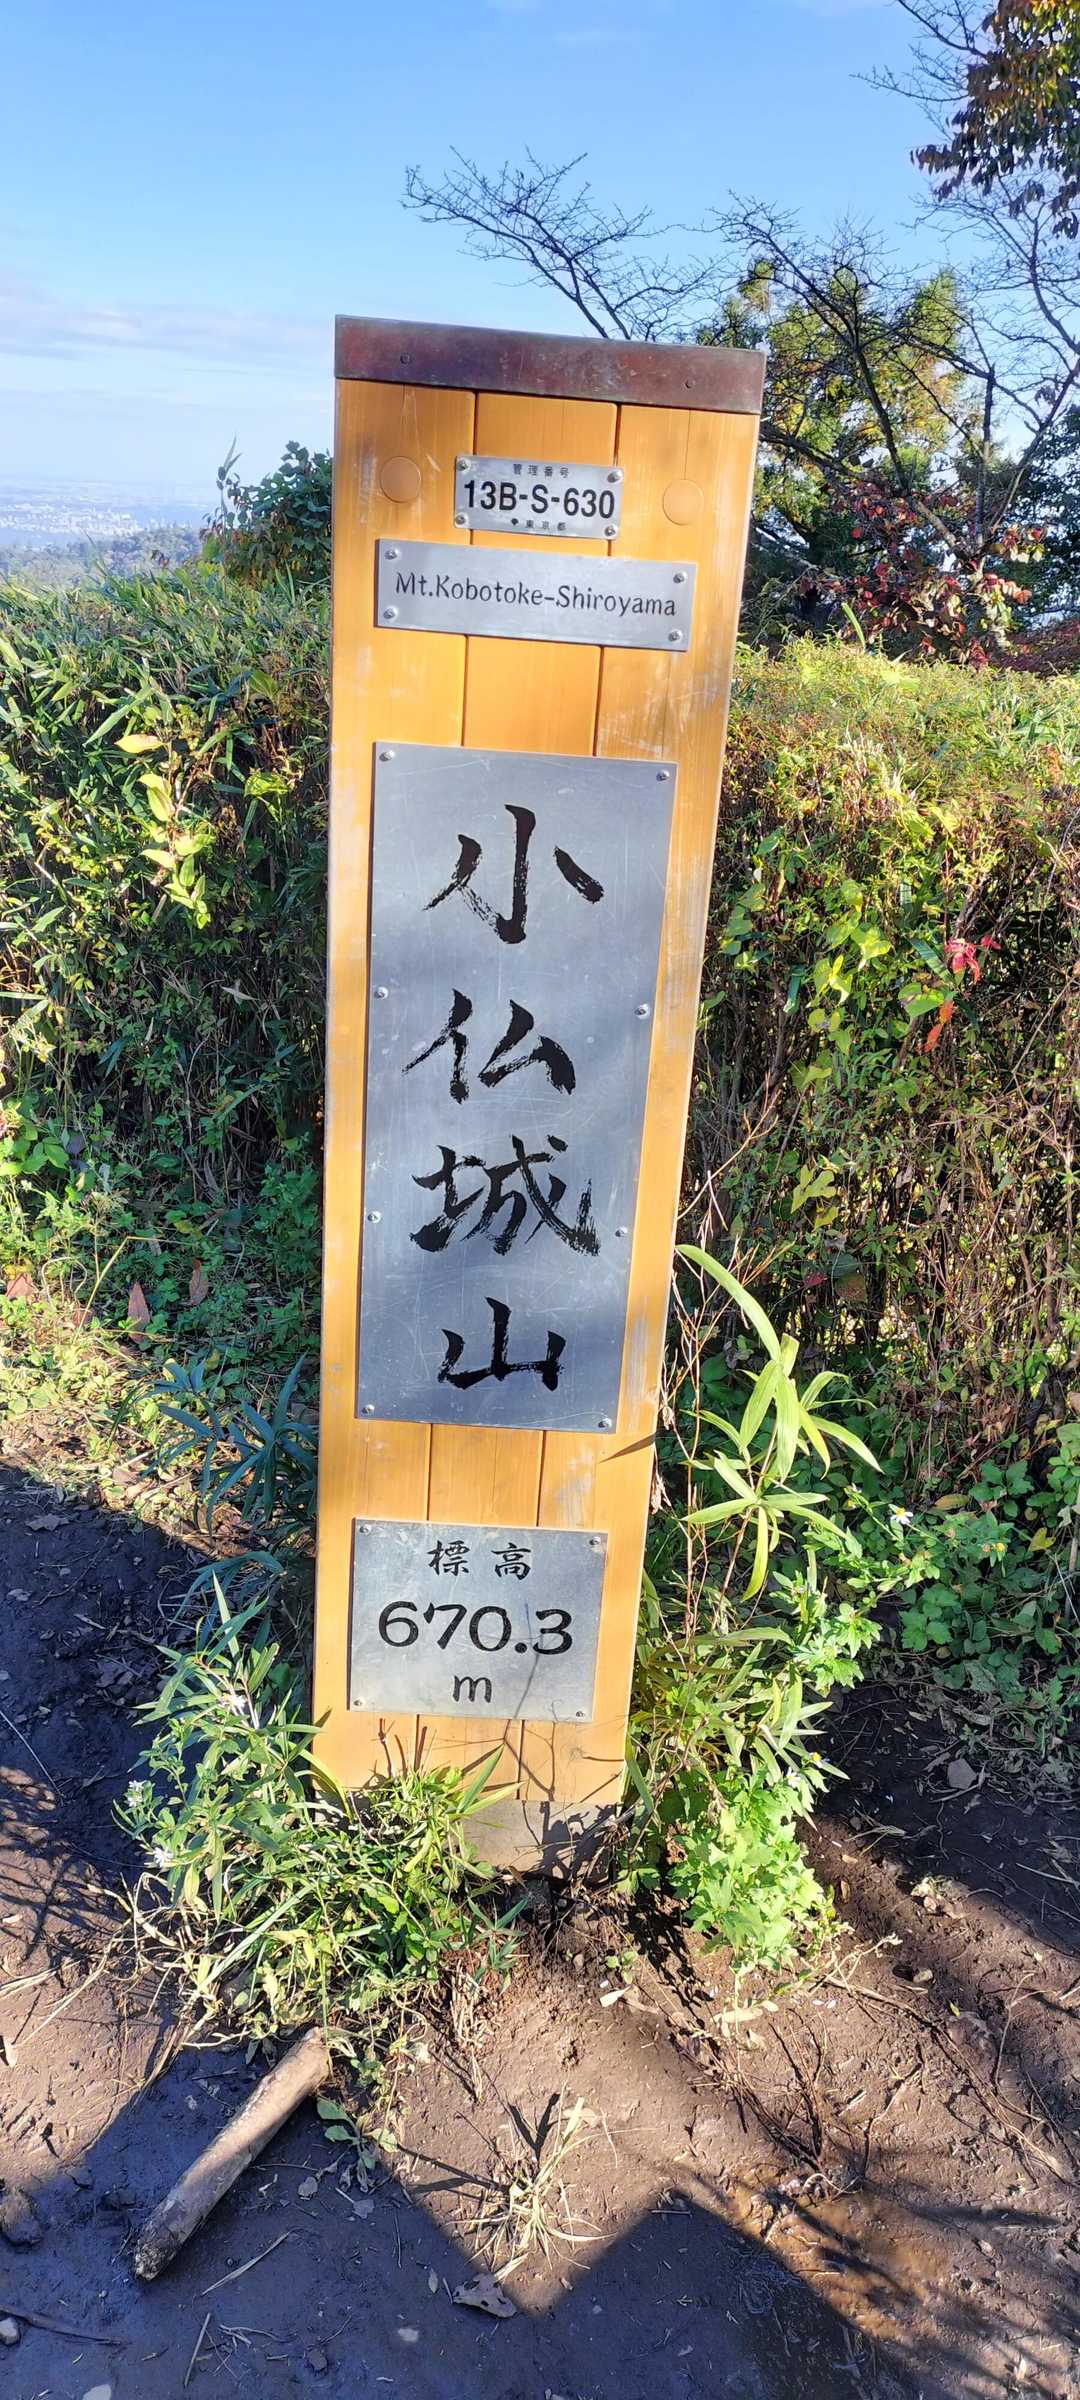 管理番号
13B-S-630
東京都
Mt.Kobotoke-Shiroyama
小仏城山
標高
670.3
m